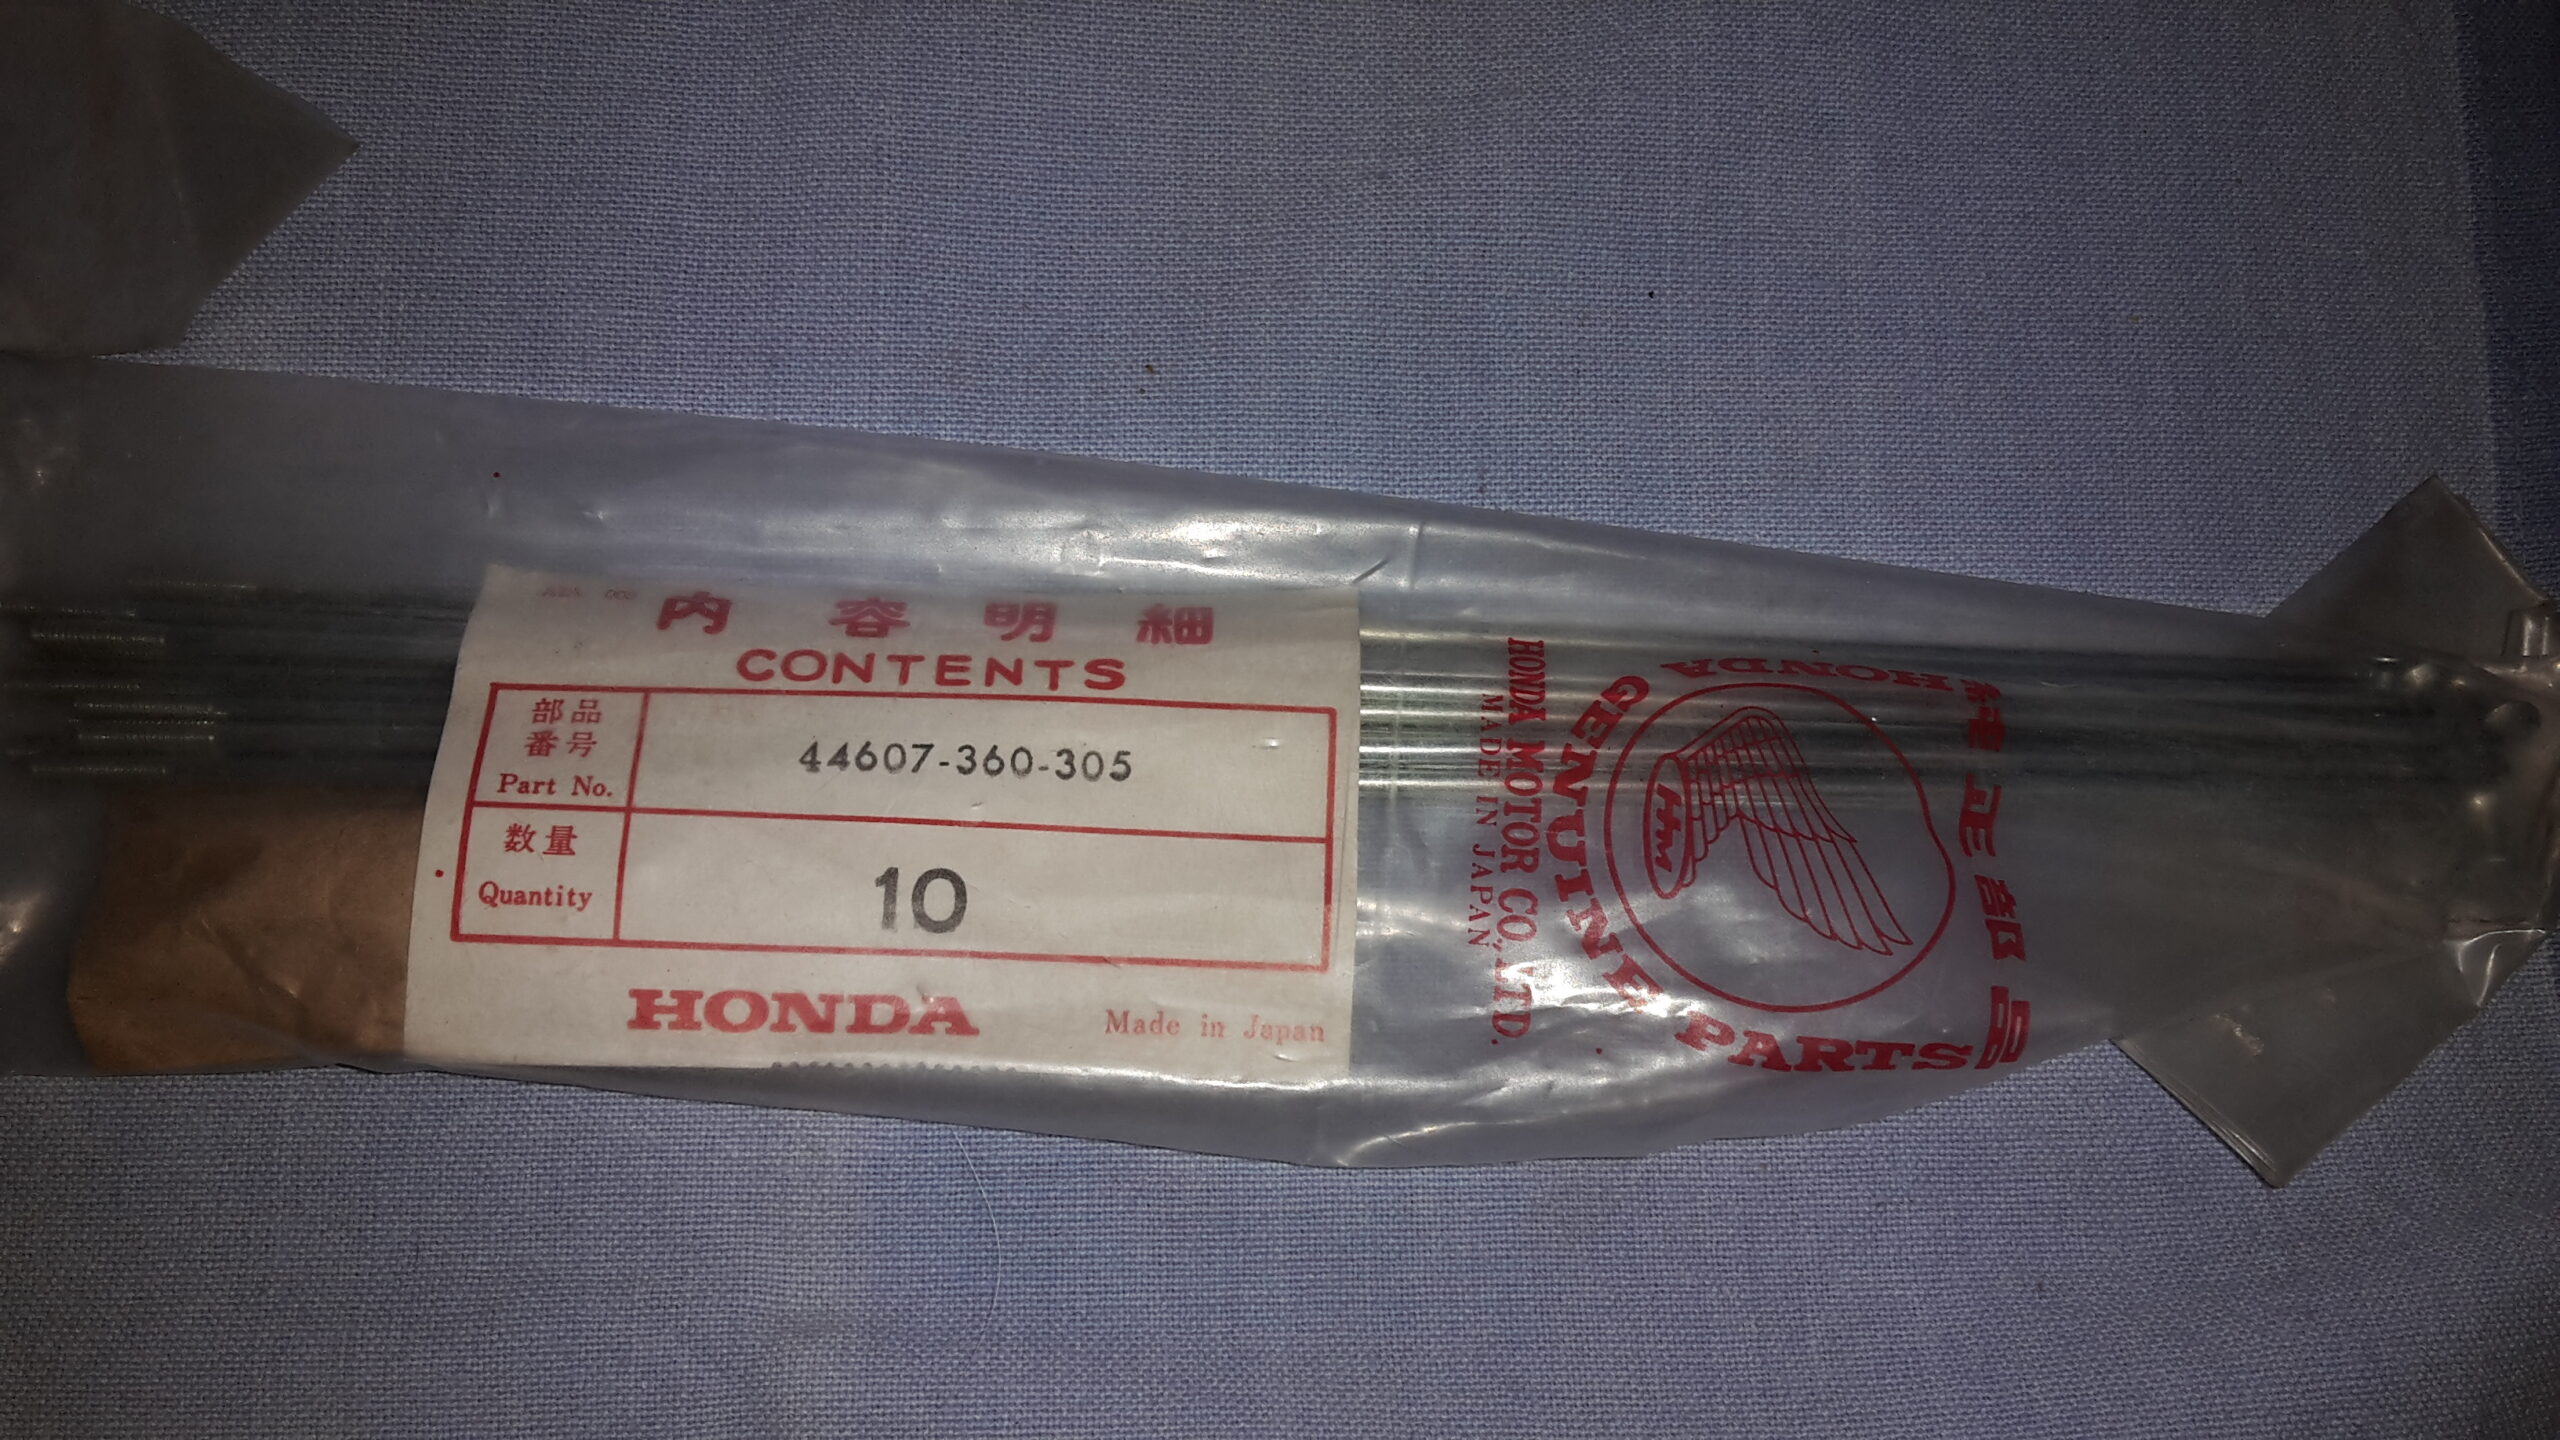 内容明細
CONTENTS
部品番号
Part No.
44607-360-305
数量
Quantity
10
HONDA
Made in Japan
HONDA MOTOR CO., LTD.
MADE IN JAPAN
HONDA
GENUINE PARTS
HM
純正部品